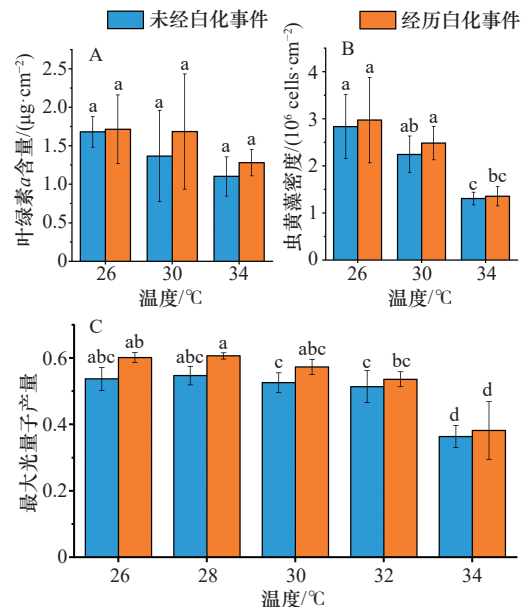 未经白化事件 经历白化事件
A
叶绿素a含量/(μg·cm⁻²)
2.5
2.0
1.5
1.0
0.5
0
a a a a a a
26 30 34
温度/℃
B
虫黄藻密度/(10⁶ cells·cm⁻²)
4
3
2
1
0
a a ab a c bc
26 30 34
温度/℃
C
最大光量子产量
0.6
0.4
0.2
0
abc ab abc a c abc c bc d d
26 28 30 32 34
温度/℃